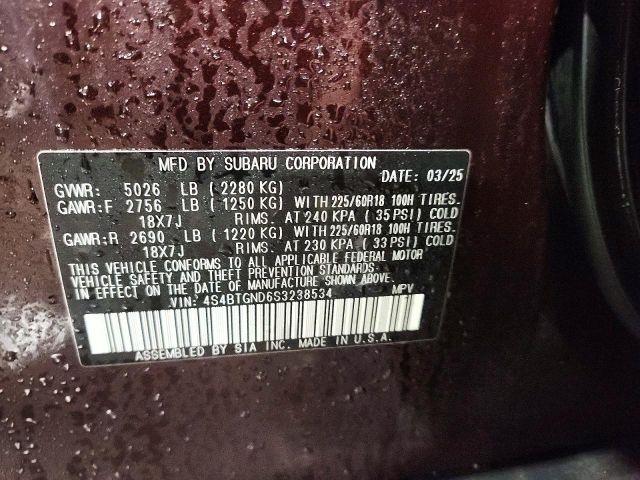 MFD BY SUBARU CORPORATION
DATE: 03/25
GVWR: 5026 LB ( 2280 KG)
GAWR:F 2756 LB ( 1250 KG) WITH 225/60R18 100H TIRES.
18X7J RIMS. AT 240 KPA ( 35 PSI) COLD
GAWR:R 2690 LB ( 1220 KG) WITH 225/60R18 100H TIRES.
18X7J RIMS. AT 230 KPA ( 33 PSI) COLD
THIS VEHICLE CONFORMS TO ALL APPLICABLE FEDERAL MOTOR
VEHICLE SAFETY, BUMPER, AND THEFT PREVENTION STANDARDS
IN EFFECT ON THE DATE OF MANUFACTURE SHOWN ABOVE.
VIN: 4S4BTGND6S3238534 MPV
ASSEMBLED BY SIA INC. MADE IN U.S.A.